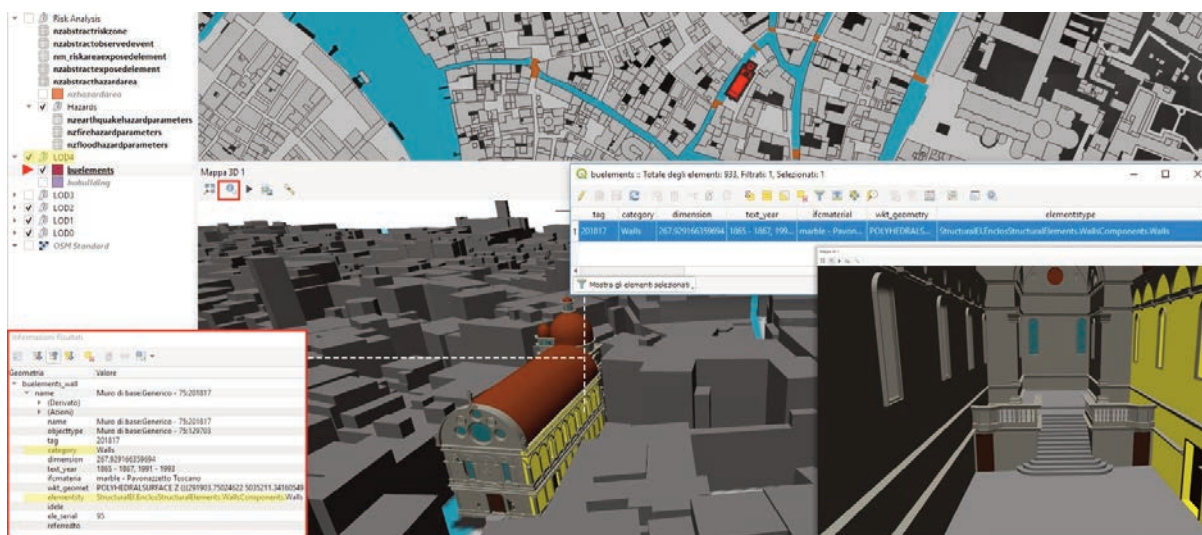 Risk Analysis
nzabstractriskzone
nzabstractobservedevent
nm_riskareaexposedelement
nzabstractexposedelement
nzabstracthazardarea
nzhazardarea
Hazards
nzearthquakehazardparameters
nzfirehazardparameters
nzfloodhazardparameters
LOD4
buelements
bubuilding
LOD3
LOD2
LOD1
LOD0
OSM Standard
Mappa 3D 1
buelements :: Totale degli elementi: 933, Filtrati: 1, Selezionati: 1
tag category dimension text_year ifcmaterial wkt_geometry elementstype
1 201817 Walls 267.929166359694 1865 - 1867, 199... marble - Pavon... POLYHEDRALS... StructuralEl.EnclosStructuralElements.WallsComponents.Walls
Mostra gli elementi selezionati
Informazioni Risultati
Geometria Valore
buelements_wall
name Muro di base:Generico - 75:201817
(Derivato)
(Azioni)
name Muro di base:Generico - 75:201817
objecttype Muro di base:Generico - 75:129703
tag 201817
category Walls
dimension 267.929166359694
text_year 1865 - 1867, 1991 - 1993
ifcmateria marble - Pavonazzetto Toscano
wkt_geomet POLYHEDRALSURFACE Z (((291903.75024622 5035211.34160549
elementsty StructuralEl.EnclosStructuralElements.WallsComponents.Walls
idele
ele_serial 95
referredto